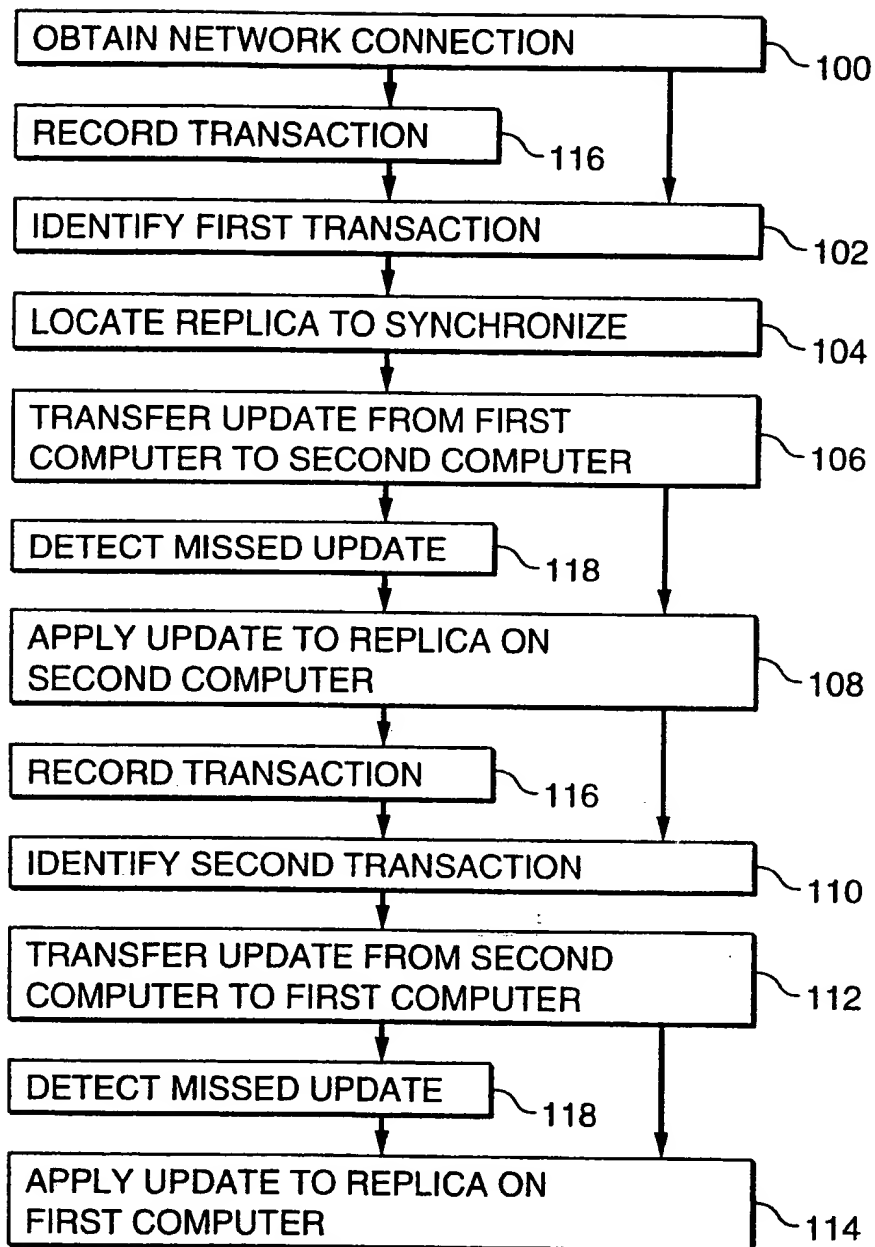 OBTAIN NETWORK CONNECTION
100
RECORD TRANSACTION
116
IDENTIFY FIRST TRANSACTION
102
LOCATE REPLICA TO SYNCHRONIZE
104
TRANSFER UPDATE FROM FIRST
COMPUTER TO SECOND COMPUTER
106
DETECT MISSED UPDATE
118
APPLY UPDATE TO REPLICA ON
SECOND COMPUTER
108
RECORD TRANSACTION
116
IDENTIFY SECOND TRANSACTION
110
TRANSFER UPDATE FROM SECOND
COMPUTER TO FIRST COMPUTER
112
DETECT MISSED UPDATE
118
APPLY UPDATE TO REPLICA ON
FIRST COMPUTER
114